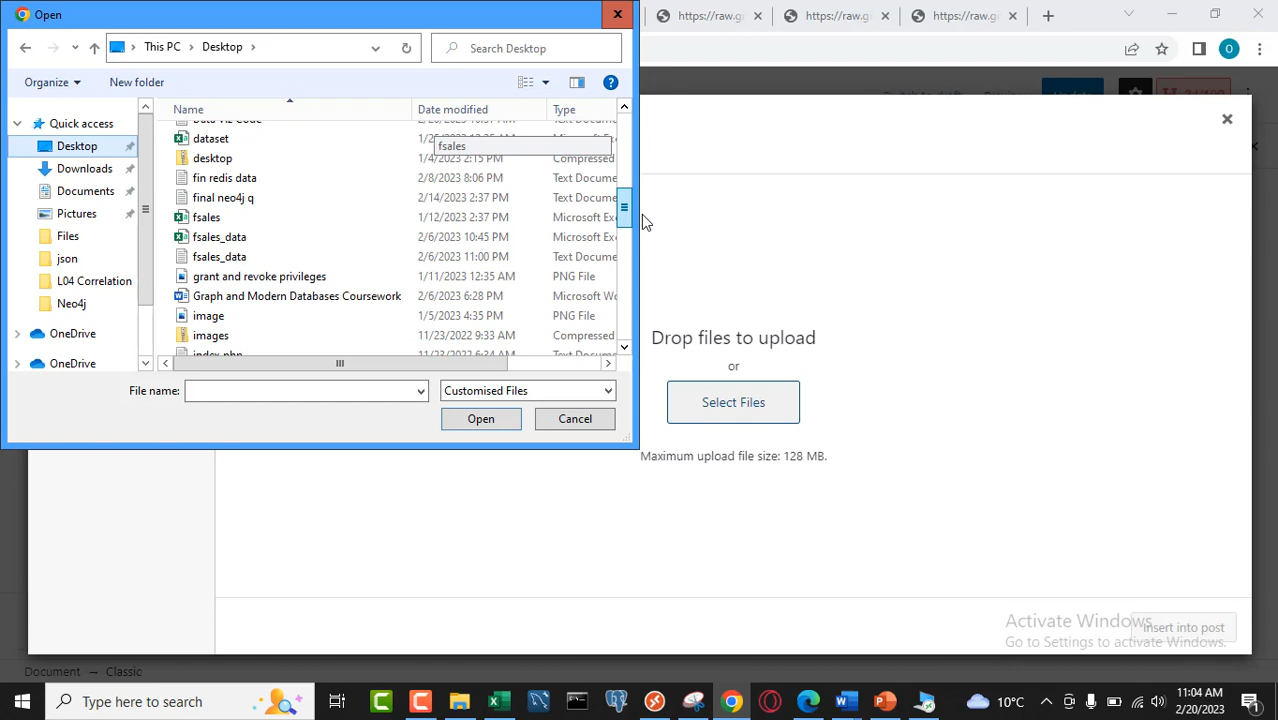 Open
https://raw.g
https://raw.g
https://raw.g
This PC
Desktop
Search Desktop
Organize
New folder
Name
Date modified
Type
Quick access
Desktop
Downloads
Documents
Pictures
Files
json
L04 Correlation
Neo4j
OneDrive
OneDrive
dataset
Microsoft Ex
fsales
desktop 1/4/2023 2:15 PM Compressed
fin redis data 2/8/2023 8:06 PM Text Docume
final neo4j q 2/14/2023 2:37 PM Text Docume
fsales 1/12/2023 2:37 PM Microsoft Ex
fsales_data 2/6/2023 10:45 PM Microsoft Ex
fsales_data 2/6/2023 11:00 PM Text Docume
grant and revoke privileges 1/11/2023 12:35 AM PNG File
Graph and Modern Databases Coursework 2/6/2023 6:28 PM Microsoft Wo
image 1/5/2023 4:35 PM PNG File
images 11/23/2022 9:33 AM Compressed
File name:
Customised Files
Open
Cancel
Drop files to upload
or
Select Files
Maximum upload file size: 128 MB.
Activate Windows
Go to Settings to activate Windows.
Insert into post
Document → Classic
Type here to search
10°C
11:04 AM
2/20/2023